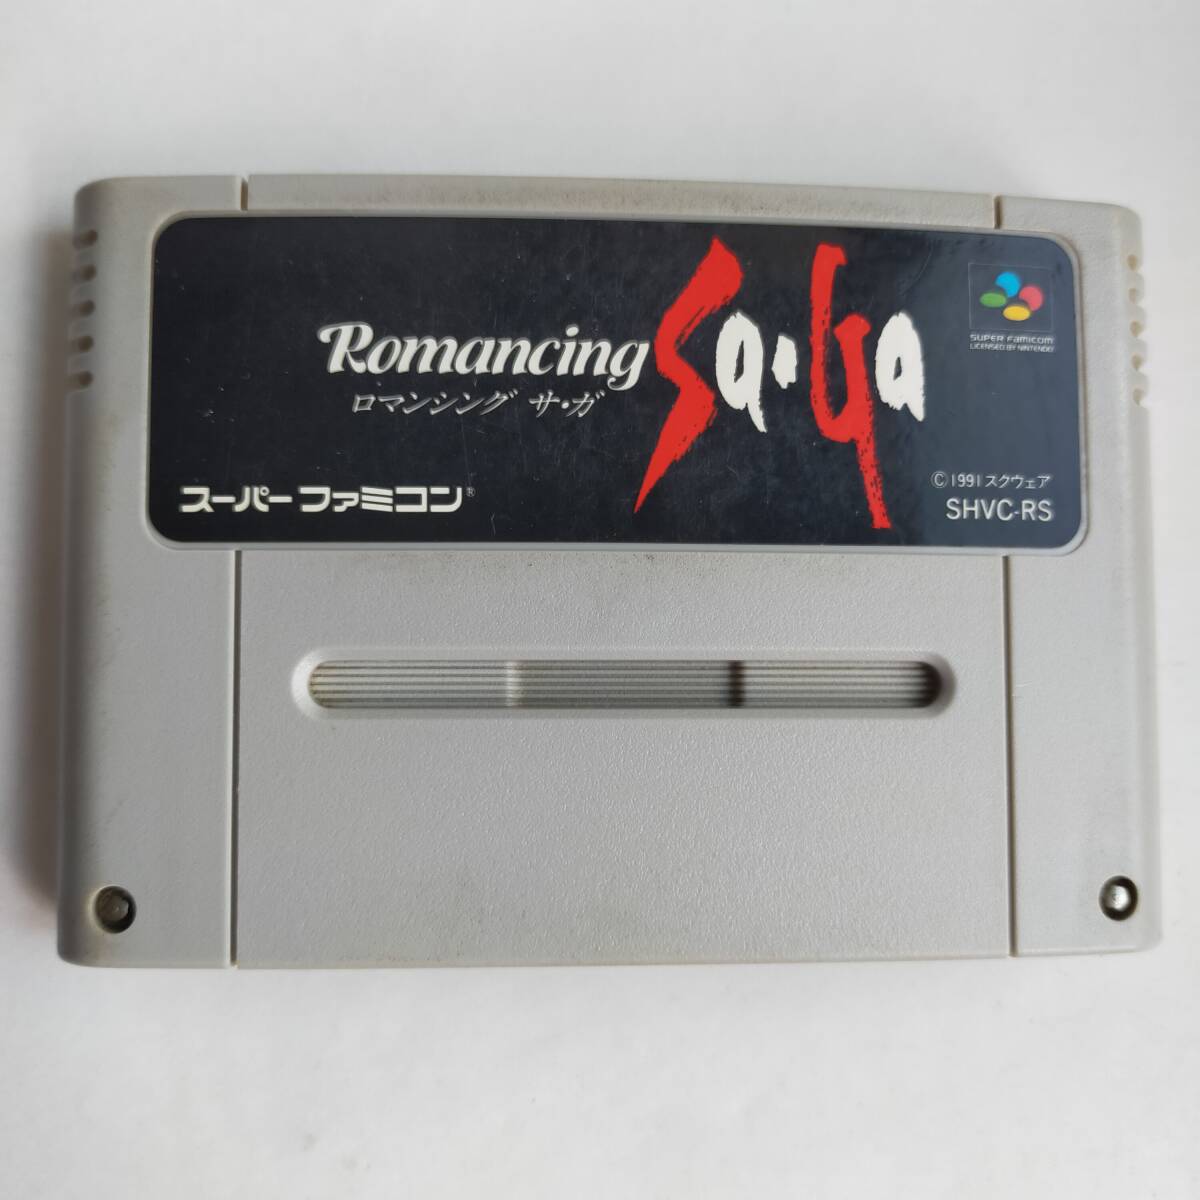 Romancing Sa・Ga
ロマンシング サ・ガ
SUPER FAMICOM
LICENSED BY NINTENDO
スーパーファミコン®
©1991 スクウェア
SHVC-RS